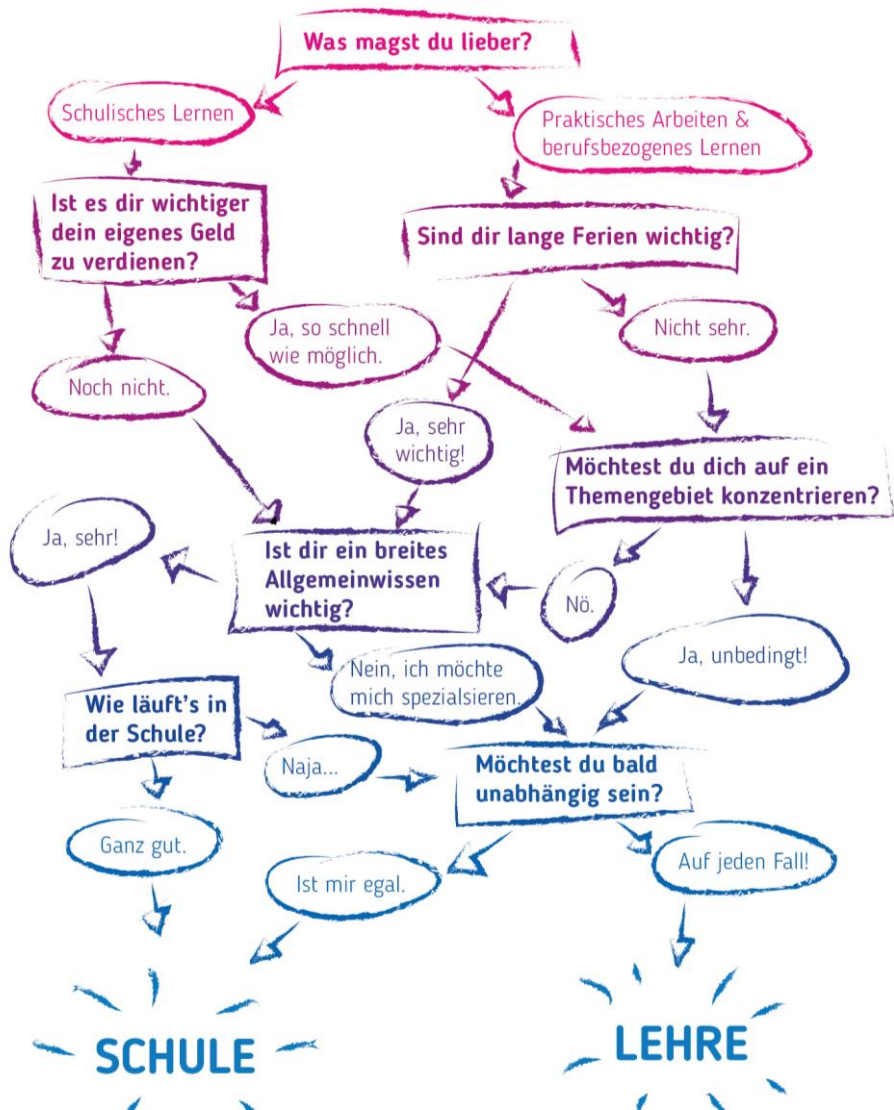 Was magst du lieber?
Schulisches Lernen
Praktisches Arbeiten &
berufsbezogenes Lernen
Ist es dir wichtiger
dein eigenes Geld
zu verdienen?
Sind dir lange Ferien wichtig?
Ja, so schnell
wie möglich.
Nicht sehr.
Noch nicht.
Ja, sehr
wichtig!
Möchtest du dich auf ein
Themengebiet konzentrieren?
Ja, sehr!
Ist dir ein breites
Allgemeinwissen
wichtig?
Nö.
Ja, unbedingt!
Nein, ich möchte
mich spezialsieren.
Wie läuft's in
der Schule?
Naja...
Möchtest du bald
unabhängig sein?
Ganz gut.
Ist mir egal.
Auf jeden Fall!
SCHULE
LEHRE